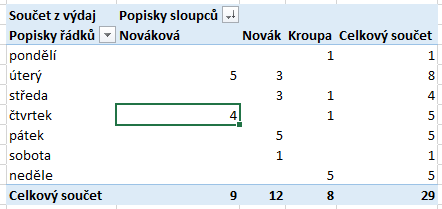 Součet z výdaj Popisky sloupců
Popisky řádků Nováková Novák Kroupa Celkový součet
pondělí 1 1
úterý 5 3 8
středa 3 1 4
čtvrtek 4 1 5
pátek 5 5
sobota 1 1
neděle 5 5
Celkový součet 9 12 8 29